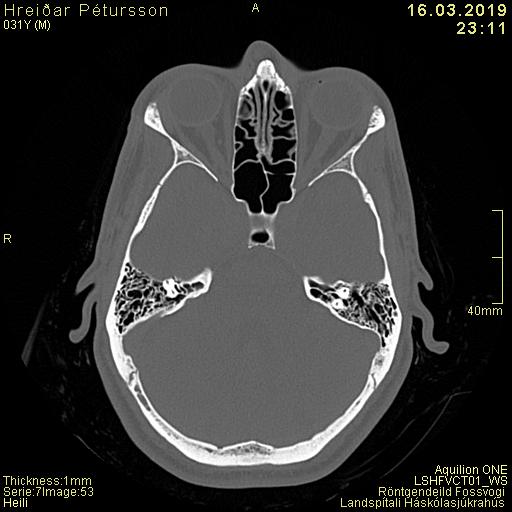 Hreiðar Pétursson
031Y (M)
A
16.03.2019
23:11
R
40mm
Thickness:1mm
Serie:7Image:53
Heili
Aquilion ONE
LSHFVCT01_WS
Röntgendeild Fossvogi
Landspítali Háskólasjúkrahús